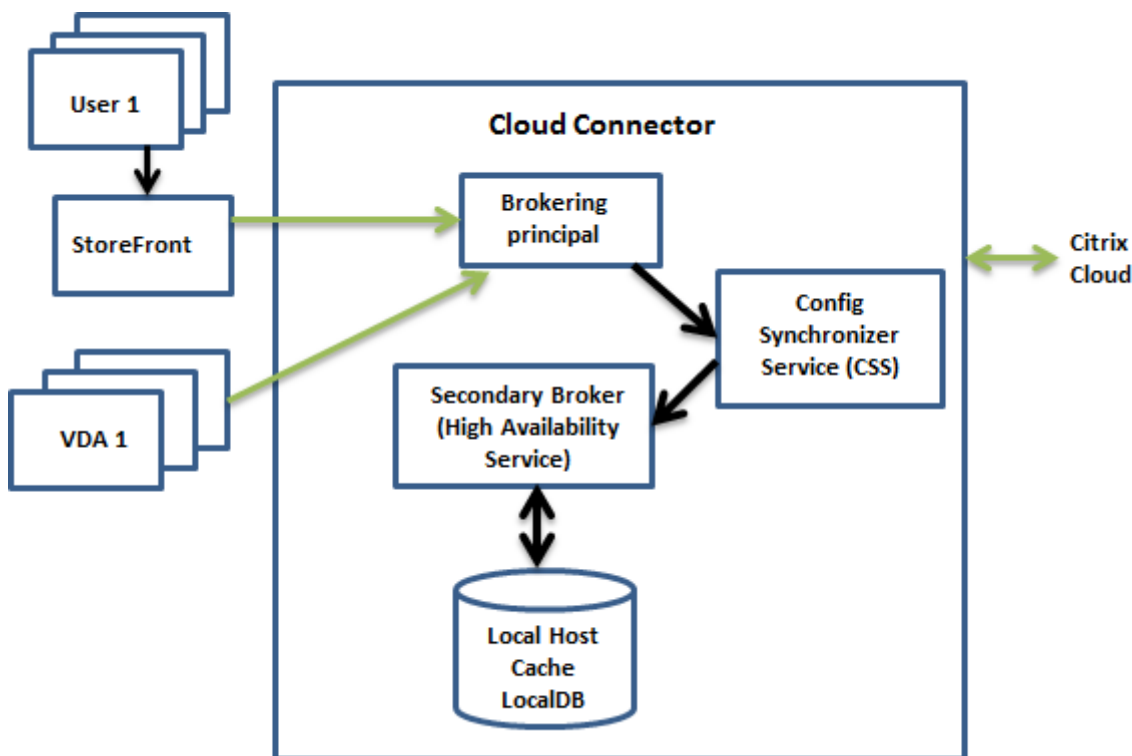 User 1
Cloud Connector
StoreFront
Brokering
principal
Citrix
Cloud
Config
Synchronizer
Service (CSS)
Secondary Broker
(High Availability
Service)
VDA 1
Local Host
Cache
LocalDB